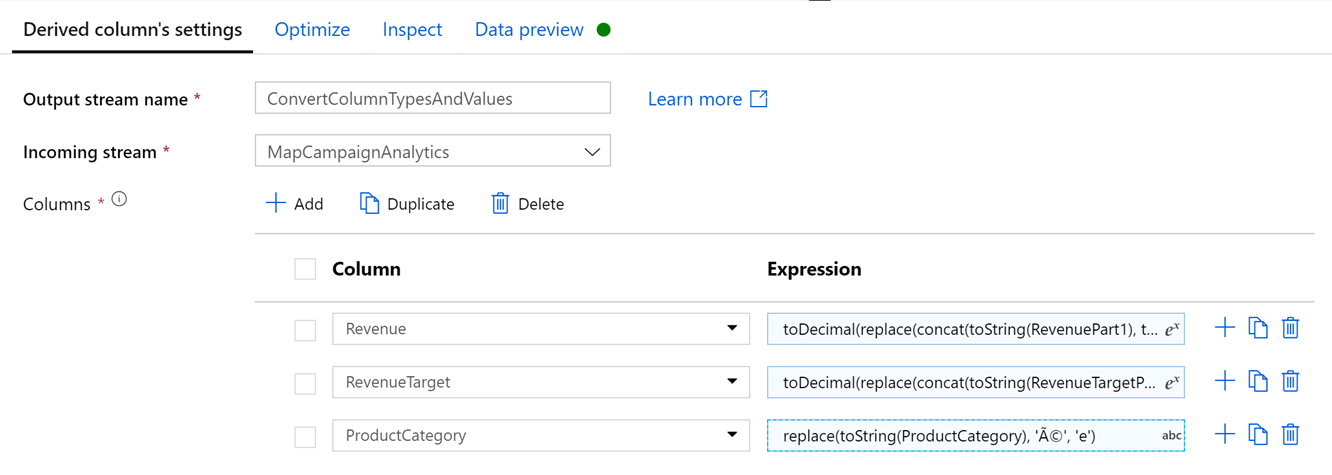 Derived column's settings Optimize Inspect Data preview
Output stream name * ConvertColumnTypesAndValues Learn more
Incoming stream * MapCampaignAnalytics
Columns * Add Duplicate Delete
Column Expression
Revenue toDecimal(replace(concat(toString(RevenuePart1), t... eˣ
RevenueTarget toDecimal(replace(concat(toString(RevenueTargetP... eˣ
ProductCategory replace(toString(ProductCategory), 'Ã©', 'e') abc